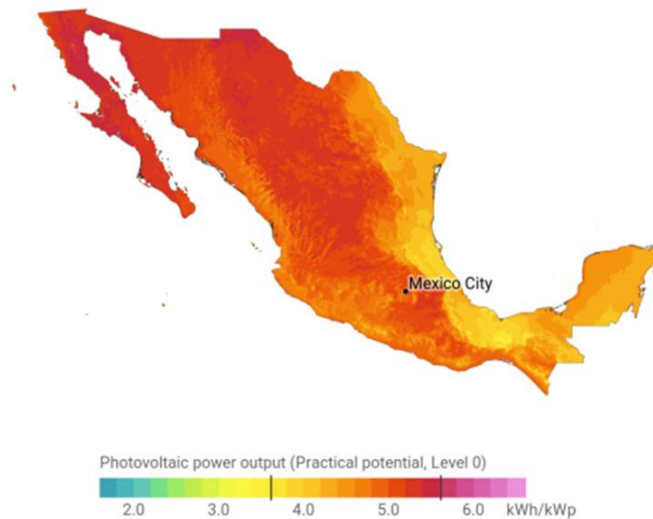 Mexico City
Photovoltaic power output (Practical potential, Level 0)
2.0 3.0 4.0 5.0 6.0 kWh/kWp